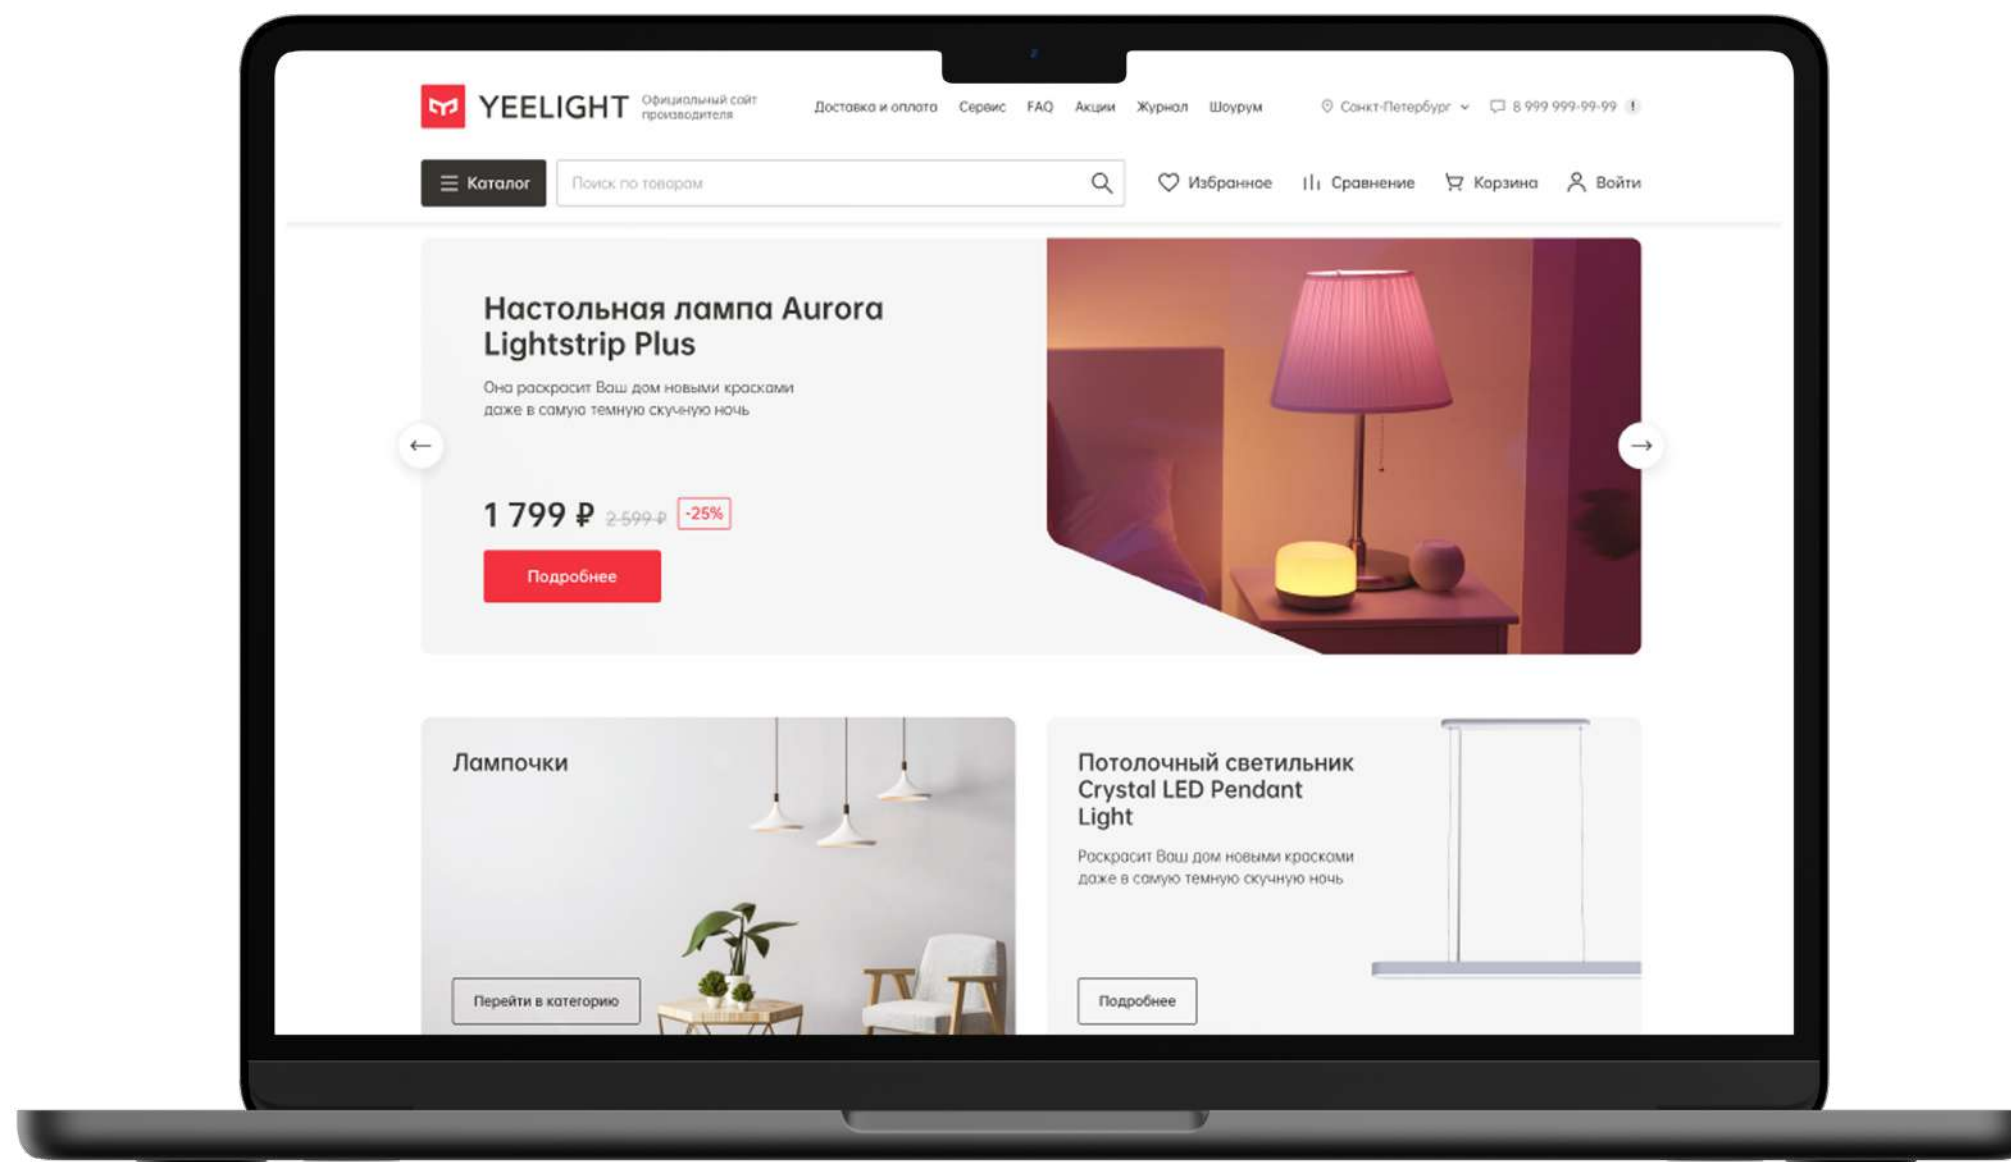 YEELIGHT
Официальный сайт
производителя
Доставка и оплата Сервис FAQ Акции Журнал Шоурум
Санкт-Петербург 8 999 999-99-99 !
Каталог
Поиск по товарам
Избранное Сравнение Корзина Войти
Настольная лампа Aurora
Lightstrip Plus
Она раскрасит Ваш дом новыми красками
даже в самую темную скучную ночь
1 799 ₽ 2 599 ₽ -25%
Подробнее
Лампочки
Перейти в категорию
Потолочный светильник
Crystal LED Pendant
Light
Раскрасит Ваш дом новыми красками
даже в самую темную скучную ночь
Подробнее